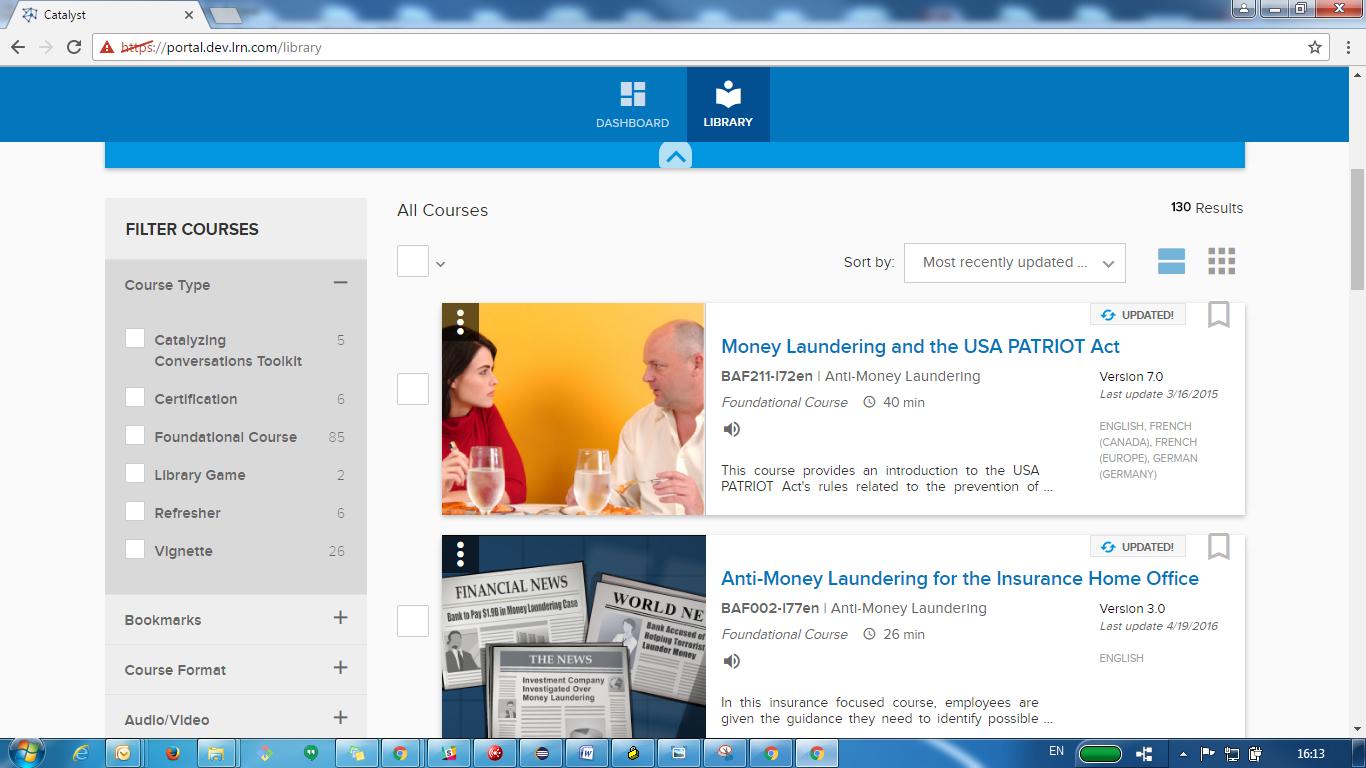 Catalyst
https://portal.dev.lrn.com/library
DASHBOARD
LIBRARY
FILTER COURSES
Course Type
Catalyzing 5
Conversations Toolkit
Certification 6
Foundational Course 85
Library Game 2
Refresher 6
Vignette 26
Bookmarks
Course Format
Audio/Video
All Courses
130 Results
Sort by: Most recently updated ...
UPDATED!
Money Laundering and the USA PATRIOT Act
BAF211-I72en | Anti-Money Laundering
Foundational Course 40 min
This course provides an introduction to the USA
PATRIOT Act's rules related to the prevention of ...
Version 7.0
Last update 3/16/2015
ENGLISH, FRENCH
(CANADA), FRENCH
(EUROPE), GERMAN
(GERMANY)
FINANCIAL NEWS
Bank to Pay $1.9B in Money Laundering Case
WORLD NE
Bank Accused of
Helping Terrorist
Launder Money
THE NEWS
Investment Company
Investigated Over
Money Laundering
UPDATED!
Anti-Money Laundering for the Insurance Home Office
BAF002-I77en | Anti-Money Laundering
Foundational Course 26 min
In this insurance focused course, employees are
given the guidance they need to identify possible ...
Version 3.0
Last update 4/19/2016
ENGLISH
EN
16:13